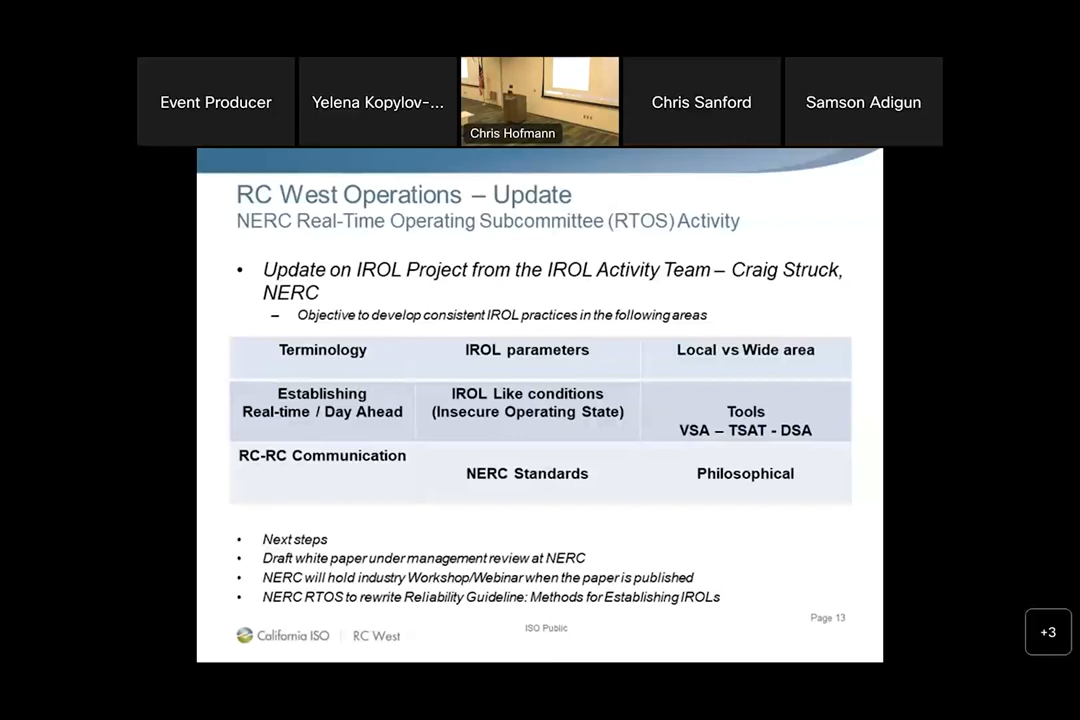 Event Producer
Yelena Kopylov-...
Chris Hofmann
Chris Sanford
Samson Adigun
RC West Operations – Update
NERC Real-Time Operating Subcommittee (RTOS) Activity
• Update on IROL Project from the IROL Activity Team – Craig Struck,
NERC
– Objective to develop consistent IROL practices in the following areas
Terminology
IROL parameters
Local vs Wide area
Establishing
Real-time / Day Ahead
IROL Like conditions
(Insecure Operating State)
Tools
VSA – TSAT - DSA
RC-RC Communication
NERC Standards
Philosophical
• Next steps
• Draft white paper under management review at NERC
• NERC will hold industry Workshop/Webinar when the paper is published
• NERC RTOS to rewrite Reliability Guideline: Methods for Establishing IROLs
California ISO | RC West
ISO Public
Page 13
+3